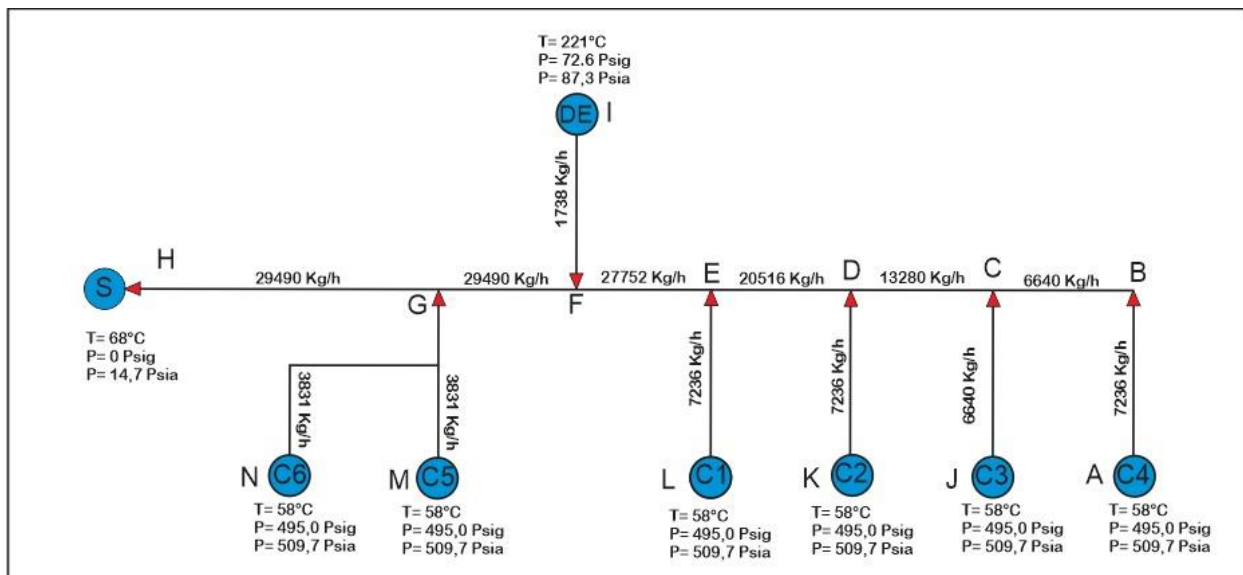 T= 221°C
P= 72.6 Psig
P= 87,3 Psia
DE I
1738 Kg/h
H
S
29490 Kg/h
29490 Kg/h
27752 Kg/h
E
20516 Kg/h
D
13280 Kg/h
C
6640 Kg/h
B
G
F
T= 68°C
P= 0 Psig
P= 14,7 Psia
3831 Kg/h
3831 Kg/h
7236 Kg/h
7236 Kg/h
6640 Kg/h
7236 Kg/h
N C6
M C5
L C1
K C2
J C3
A C4
T= 58°C
P= 495,0 Psig
P= 509,7 Psia
T= 58°C
P= 495,0 Psig
P= 509,7 Psia
T= 58°C
P= 495,0 Psig
P= 509,7 Psia
T= 58°C
P= 495,0 Psig
P= 509,7 Psia
T= 58°C
P= 495,0 Psig
P= 509,7 Psia
T= 58°C
P= 495,0 Psig
P= 509,7 Psia